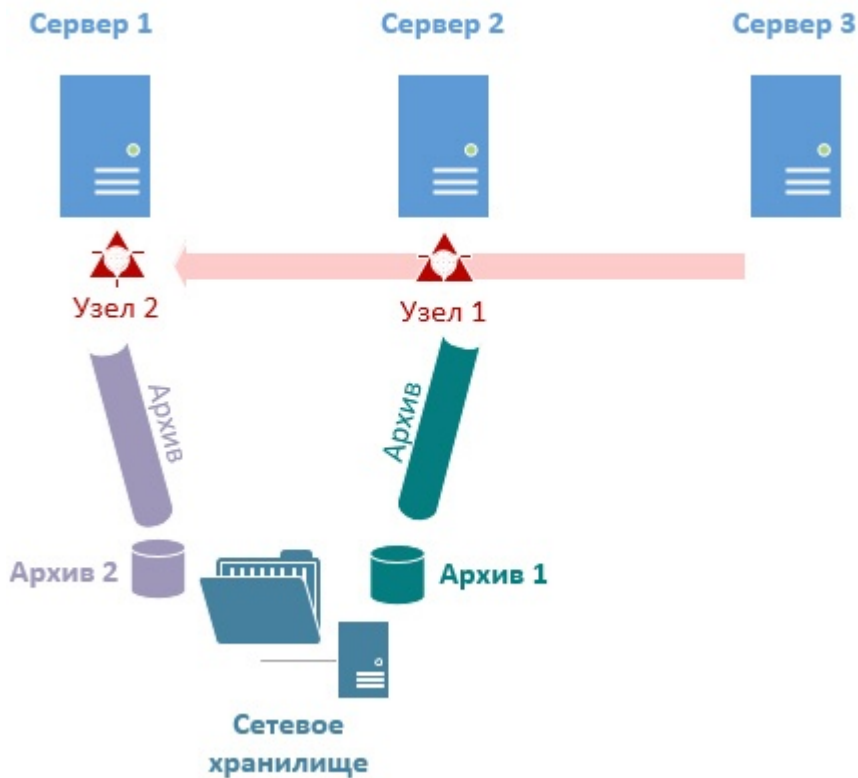 Сервер 1
Сервер 2
Сервер 3
Узел 2
Узел 1
Архив
Архив
Архив 2
Архив 1
Сетевое
хранилище